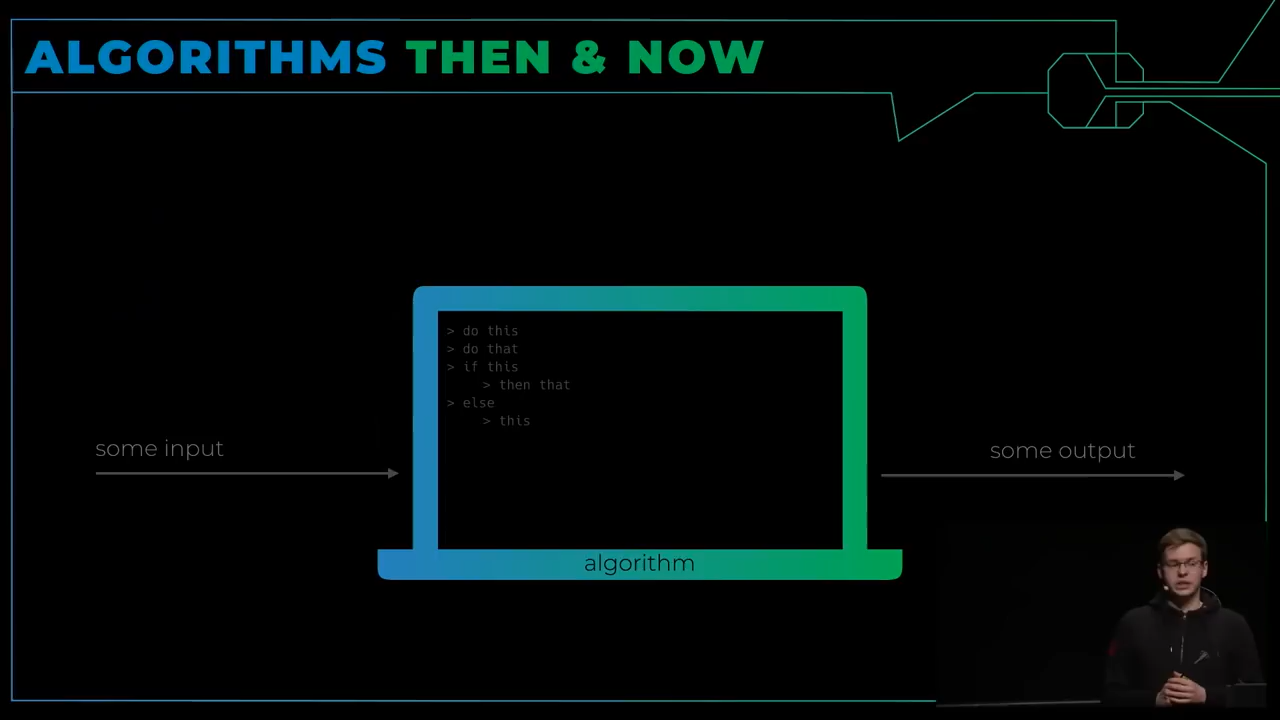 ALGORITHMS THEN & NOW
> do this
> do that
> if this
> then that
> else
> this
some input
some output
algorithm